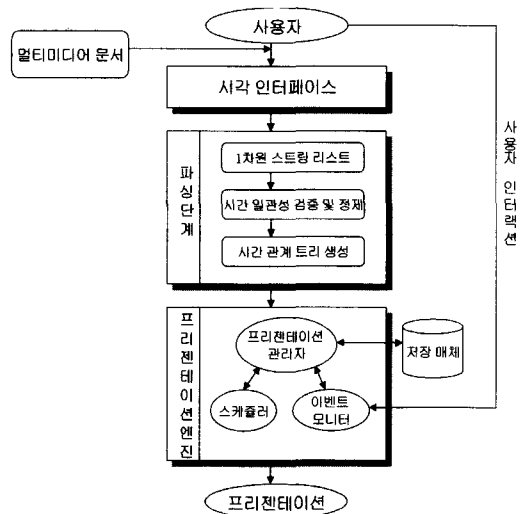 사용자
멀티미디어 문서
시각 인터페이스
파싱단계
1차원 스트링 리스트
시간 일관성 검증 및 정제
시간 관계 트리 생성
사용자 인터랙션
프리젠테이션엔진
프리젠테이션
관리자
저장 매체
스케쥴러
이벤트
모니터
프리젠테이션